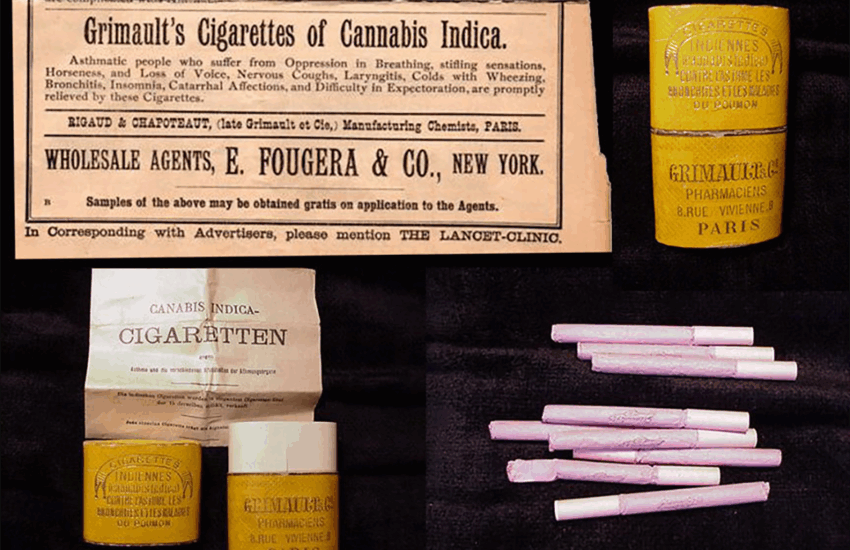 Grimault's Cigarettes of Cannabis Indica.
Asthmatic people who suffer from Oppression in Breathing, stifling sensations,
Horseness, and Loss of Voice, Nervous Coughs, Laryngitis, Colds with Wheezing,
Bronchitis, Insomnia, Catarrhal Affections, and Difficulty in Expectoration, are promptly
relieved by these Cigarettes.
RIGAUD & CHAPOTEAUT, (late Grimault et Cie,) Manufacturing Chemists, PARIS.
WHOLESALE AGENTS, E. FOUGERA & CO., NEW YORK.
R Samples of the above may be obtained gratis on application to the Agents.
In Corresponding with Advertisers, please mention THE LANCET-CLINIC.
CIGARETTES
INDIENNES
CONTRE L'ASTHME LES
BRONCHITES ET LES MALADIES
DU POUMON
GRIMAULT & Cie
PHARMACIENS
8, RUE VIVIENNE, 8
PARIS
CANABIS INDICA-
CIGARETTEN
Asthma und die verschiedenen
CIGARETTES
INDIENNES
CONTRE L'ASTHME LES
BRONCHITES ET LES MALADIES
DU POUMON
GRIMAULT & Cie
PHARMACIENS